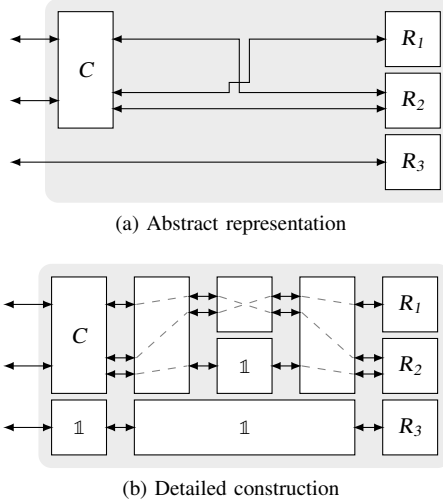 R1
C
R2
R3
(a) Abstract representation
R1
C
𝟙
R2
𝟙
𝟙
R3
(b) Detailed construction